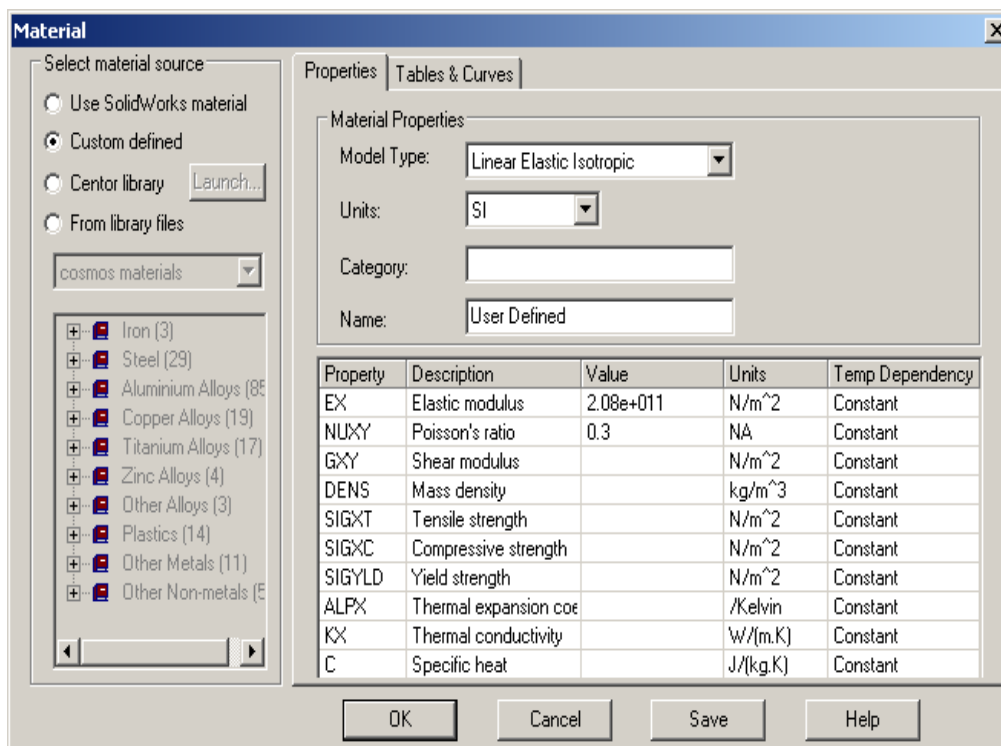 Material
Select material source
Use SolidWorks material
Custom defined
Centor library Launch...
From library files
cosmos materials
Iron (3)
Steel (29)
Aluminium Alloys (85
Copper Alloys (19)
Titanium Alloys (17)
Zinc Alloys (4)
Other Alloys (3)
Plastics (14)
Other Metals (11)
Other Non-metals (5
Properties Tables & Curves
Material Properties
Model Type: Linear Elastic Isotropic
Units: SI
Category:
Name: User Defined
Property Description Value Units Temp Dependency
EX Elastic modulus 2.08e+011 N/m^2 Constant
NUXY Poisson's ratio 0.3 NA Constant
GXY Shear modulus N/m^2 Constant
DENS Mass density kg/m^3 Constant
SIGXT Tensile strength N/m^2 Constant
SIGXC Compressive strength N/m^2 Constant
SIGYLD Yield strength N/m^2 Constant
ALPX Thermal expansion coe /Kelvin Constant
KX Thermal conductivity W/(m.K) Constant
C Specific heat J/(kg.K) Constant
OK Cancel Save Help